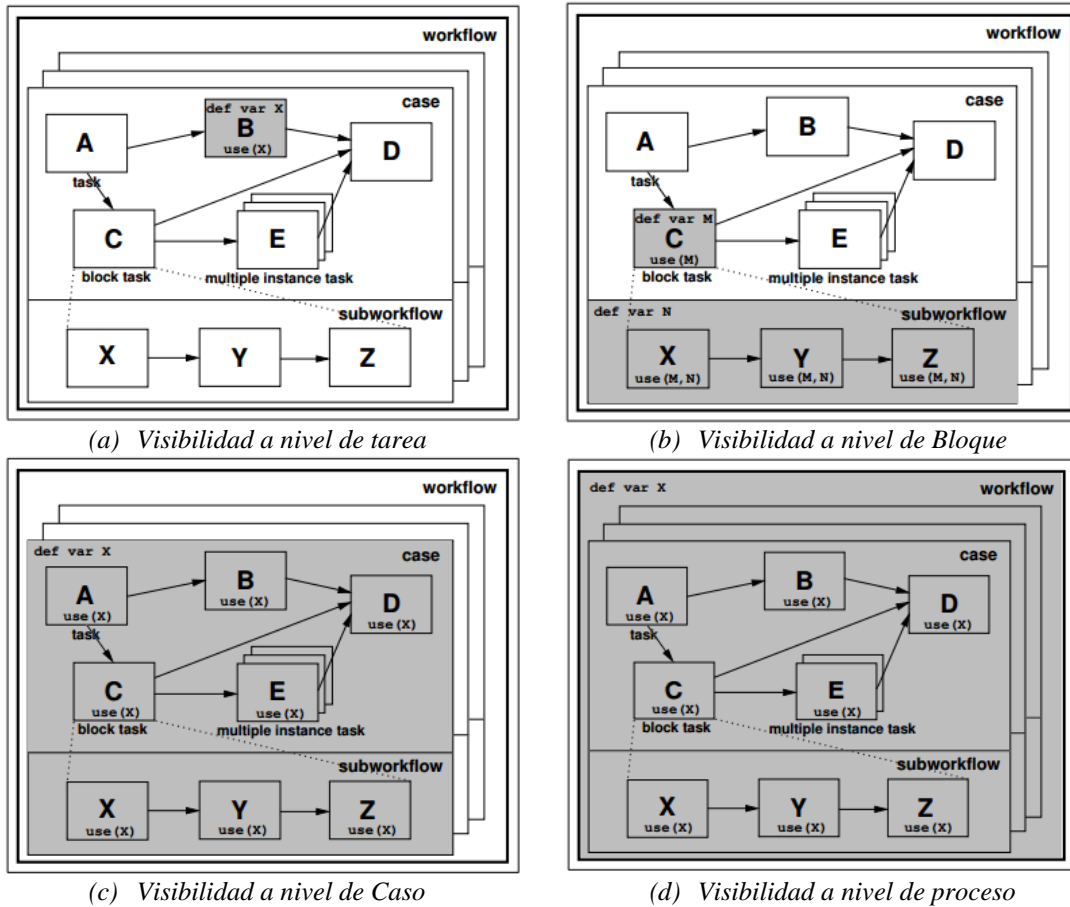 workflow
case
def var X
B
use(X)
A
D
task
C
E
block task
multiple instance task
subworkflow
X
Y
Z
(a) Visibilidad a nivel de tarea
workflow
case
B
A
D
task
def var M
C
use(M)
E
block task
multiple instance task
def var N
subworkflow
X
use(M,N)
Y
use(M,N)
Z
use(M,N)
(b) Visibilidad a nivel de Bloque
workflow
def var X
case
B
use(X)
A
use(X)
D
use(X)
task
C
use(X)
E
use(X)
block task
multiple instance task
subworkflow
X
use(X)
Y
use(X)
Z
use(X)
(c) Visibilidad a nivel de Caso
def var X
workflow
case
B
use(X)
A
use(X)
D
use(X)
task
C
use(X)
E
use(X)
block task
multiple instance task
subworkflow
X
use(X)
Y
use(X)
Z
use(X)
(d) Visibilidad a nivel de proceso